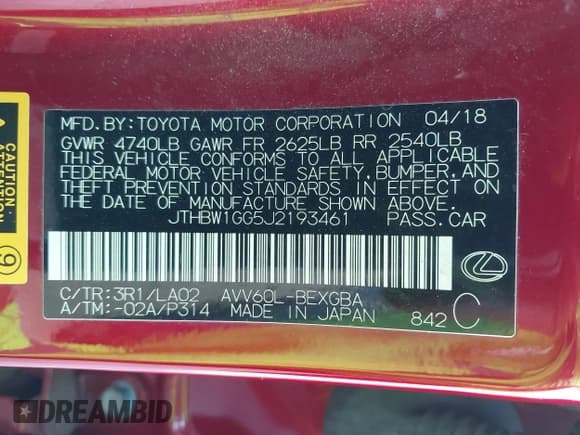 MFD.BY:TOYOTA MOTOR CORPORATION 04/18
GVWR 4740LB GAWR FR 2625LB RR 2540LB
THIS VEHICLE CONFORMS TO ALL APPLICABLE
FEDERAL MOTOR VEHICLE SAFETY,BUMPER,AND
THEFT PREVENTION STANDARDS IN EFFECT ON
THE DATE OF MANUFACTURE SHOWN ABOVE.
JTHBW1GG5J2193461 PASS.CAR
C/TR:3R1/LA02 AVV60L-BEXGBA
A/TM:-02A/P314 MADE IN JAPAN 842 C
CAUTION
9
DREAMBID